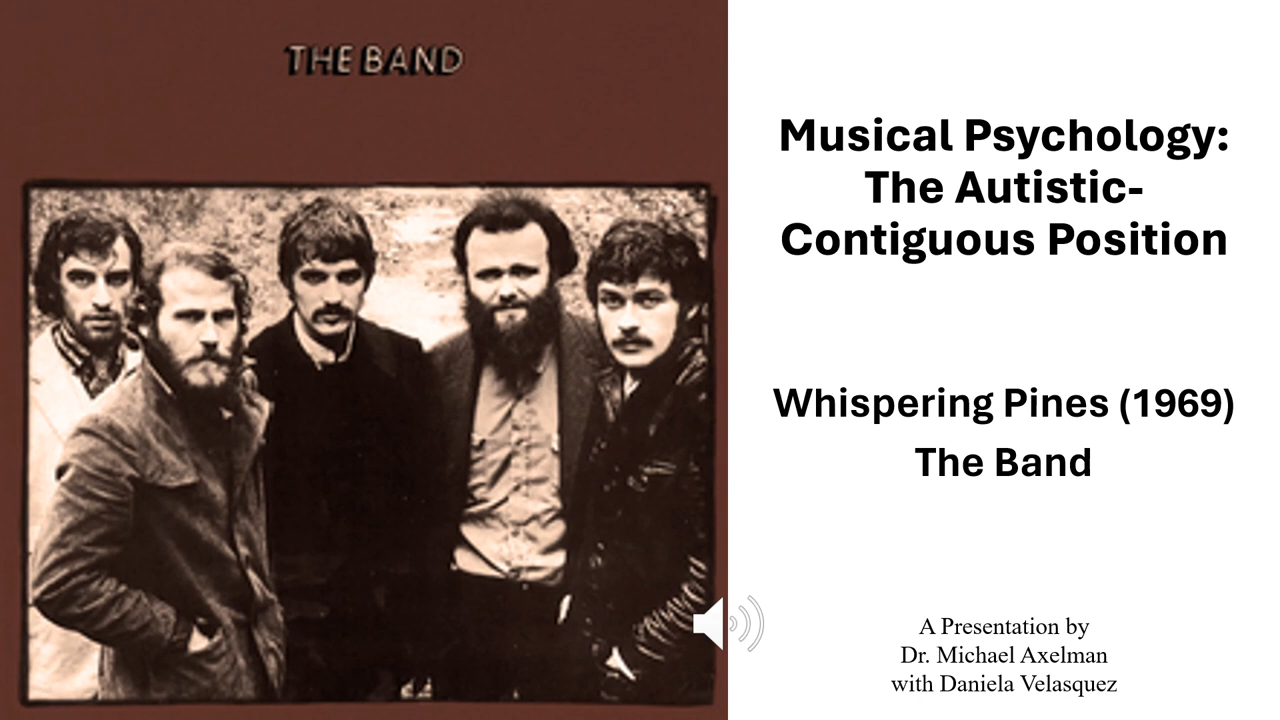 THE BAND
Musical Psychology:
The Autistic-
Contiguous Position
Whispering Pines (1969)
The Band
A Presentation by
Dr. Michael Axelman
with Daniela Velasquez